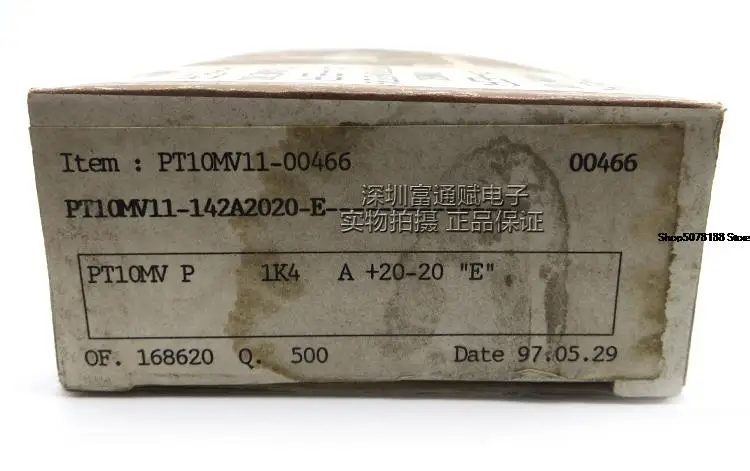 Item : PT10MV11-00466 00466
PT10MV11-142A2020-E-
深圳富通赋电子
实物拍摄 正品保证
Shop5078188 Store
PT10MV P 1K4 A +20-20 "E"
OF. 168620 Q. 500 Date 97.05.29